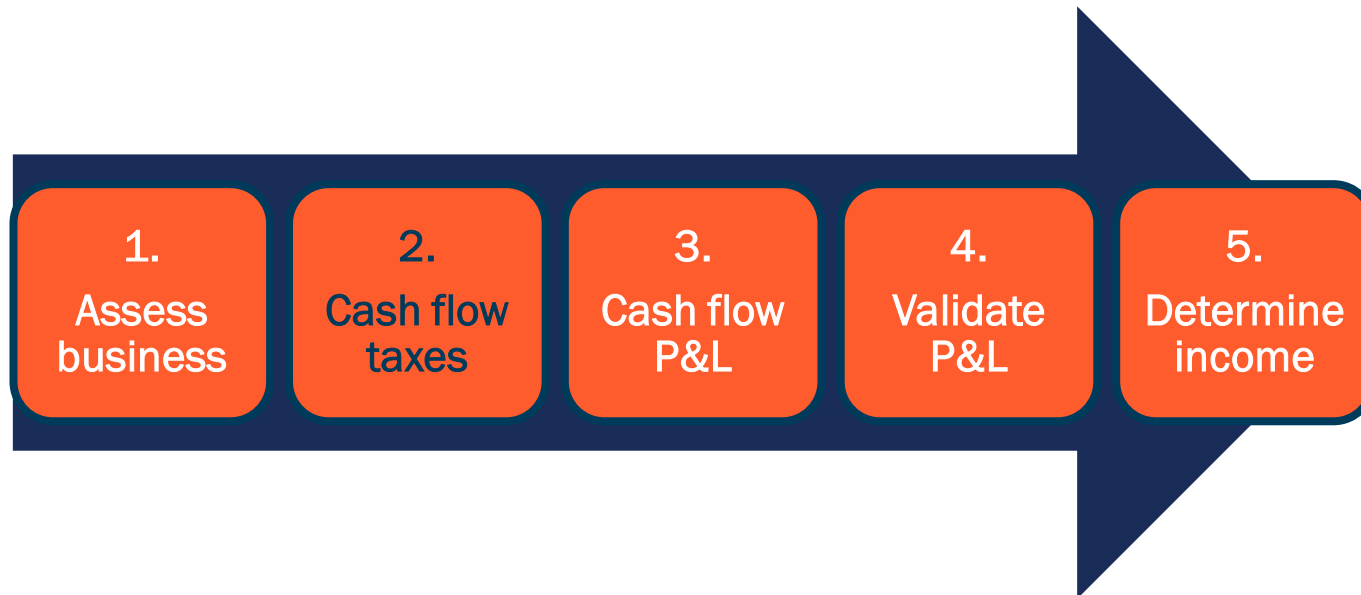 1.
Assess
business
2.
Cash flow
taxes
3.
Cash flow
P&L
4.
Validate
P&L
5.
Determine
income